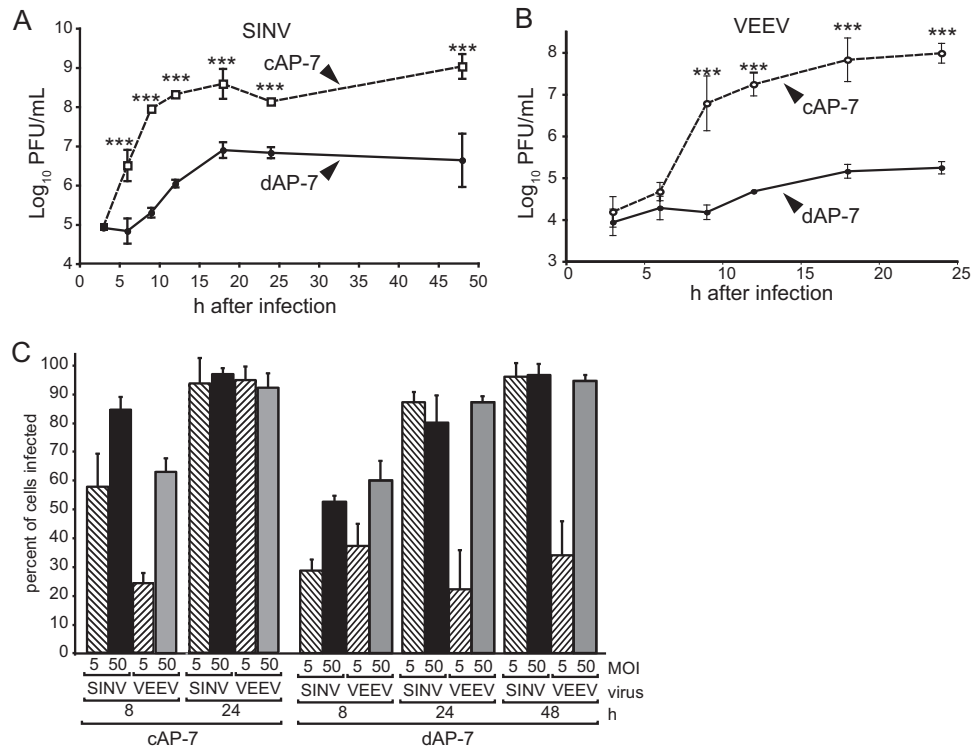 A
SINV
Log10 PFU/mL
10
9
8
7
6
5
4
***
***
***
***
***
***
cAP-7
dAP-7
0 5 10 15 20 25 30 35 40 45 50
h after infection
B
VEEV
Log10 PFU/mL
8
7
6
5
4
3
***
***
***
***
cAP-7
dAP-7
0 5 10 15 20 25
h after infection
C
percent of cells infected
100
90
80
70
60
50
40
30
20
10
0
5 50 5 50 5 50 5 50 5 50 5 50 5 50 5 50 5 50 5 50 MOI
SINV VEEV SINV VEEV SINV VEEV SINV VEEV SINV VEEV virus
8 24 8 24 48 h
cAP-7 dAP-7